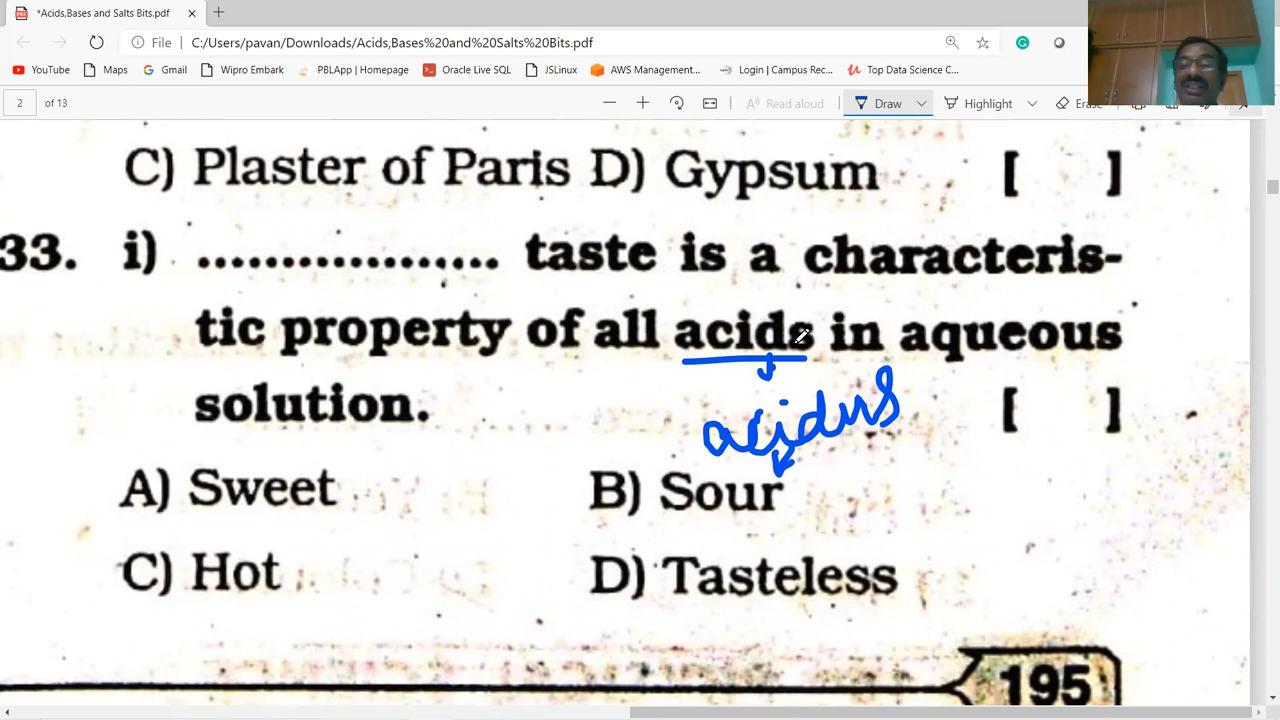 *Acids,Bases and Salts Bits.pdf
File C:/Users/pavan/Downloads/Acids,Bases%20and%20Salts%20Bits.pdf
YouTube Maps Gmail Wipro Embark PBLApp | Homepage Oracle Live SQL JSLinux AWS Management... Login | Campus Rec... Top Data Science C...
2 of 13 Read aloud Draw Highlight Erase
C) Plaster of Paris D) Gypsum [ ]
33. i) .................. taste is a characteris-
tic property of all acids in aqueous
solution. [ ]
acidus
A) Sweet B) Sour
C) Hot D) Tasteless
195